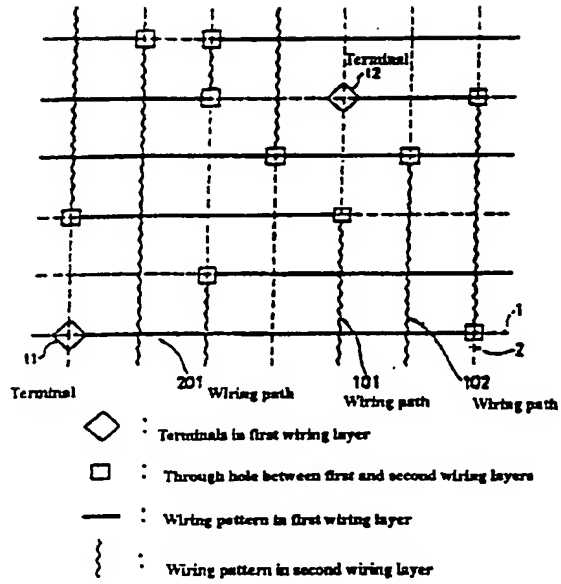 Terminal
t2
1
2
t1
201
101
102
Terminal
Wiring path
Wiring path
Wiring path
: Terminals in first wiring layer
: Through hole between first and second wiring layers
: Wiring pattern in first wiring layer
: Wiring pattern in second wiring layer